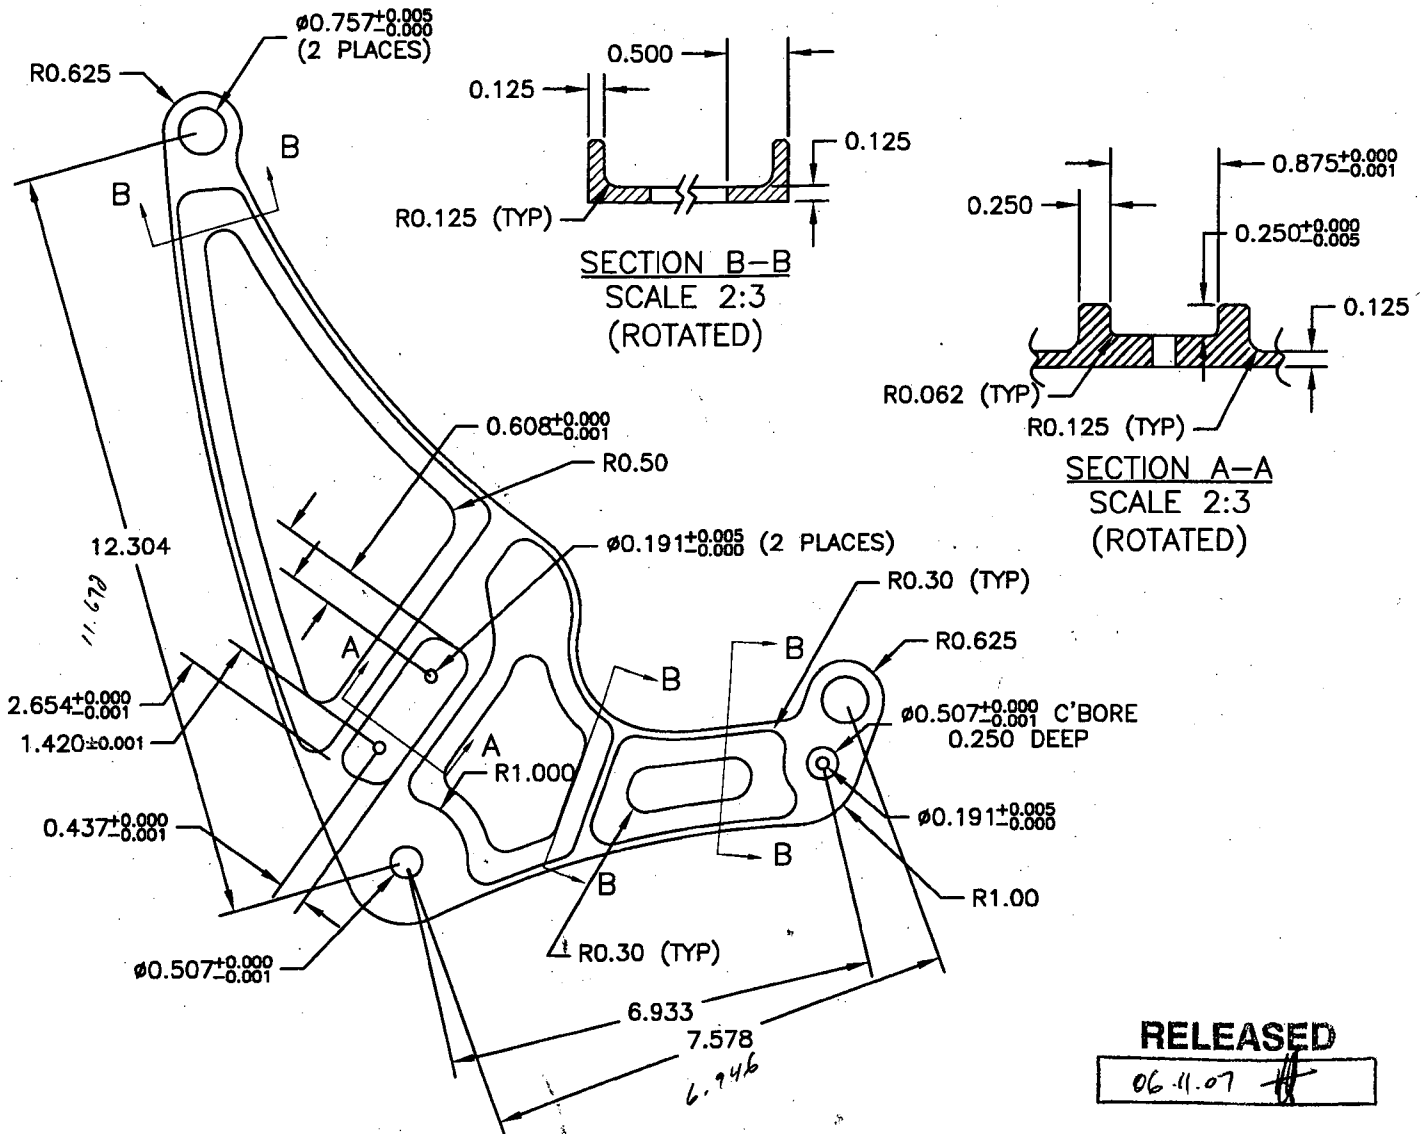 ø0.757+0.005 -0.000
(2 PLACES)
R0.625
B
B
0.500
0.125
0.125
R0.125 (TYP)
SECTION B-B
SCALE 2:3
(ROTATED)
0.875+0.000 -0.001
0.250
0.250+0.000 -0.005
0.125
R0.062 (TYP)
R0.125 (TYP)
SECTION A-A
SCALE 2:3
(ROTATED)
0.608+0.000 -0.001
R0.50
12.304
11.678
ø0.191+0.005 -0.000 (2 PLACES)
R0.30 (TYP)
R0.625
B
B
A
2.654+0.000 -0.001
1.420±0.001
A
R1.000
ø0.507+0.000 -0.001 C'BORE
0.250 DEEP
0.437+0.000 -0.001
ø0.191+0.005 -0.000
B
B
R1.00
ø0.507+0.000 -0.001
R0.30 (TYP)
6.933
7.578
6.946
RELEASED
06.11.07